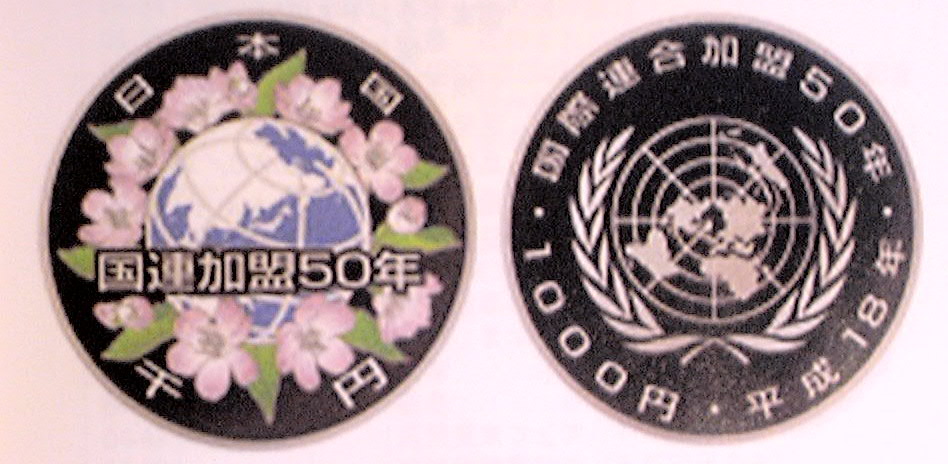 日本国
国連加盟50年
千円
国際連合加盟50年
1000円・平成18年